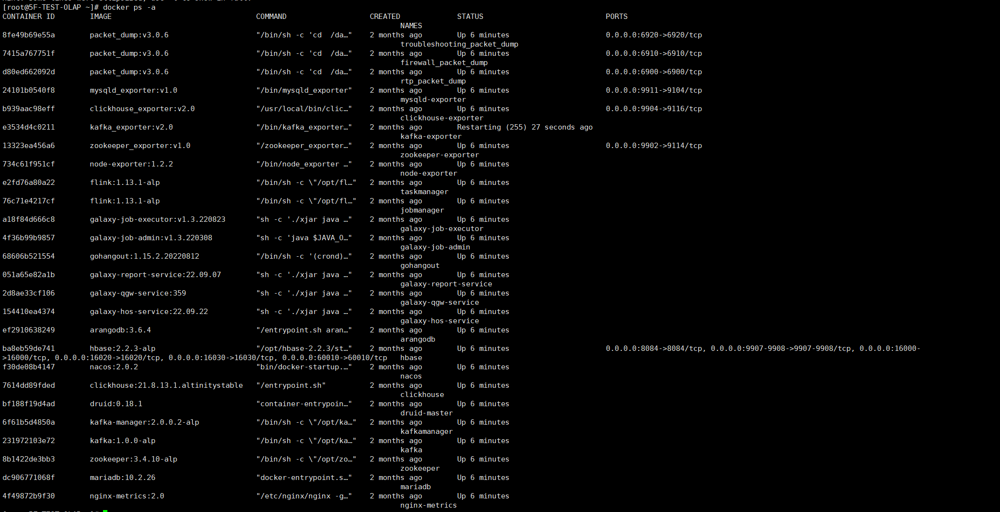 [root@5F-TEST-OLAP ~]# docker ps -a
CONTAINER ID        IMAGE                                 COMMAND                   CREATED             STATUS                            PORTS
NAMES
8fe49b69e55a        packet_dump:v3.0.6                    "/bin/sh -c 'cd  /da…"    2 months ago        Up 6 minutes                      0.0.0.0:6920->6920/tcp
troubleshooting_packet_dump
7415a767751f        packet_dump:v3.0.6                    "/bin/sh -c 'cd  /da…"    2 months ago        Up 6 minutes                      0.0.0.0:6910->6910/tcp
firewall_packet_dump
d80ed662092d        packet_dump:v3.0.6                    "/bin/sh -c 'cd  /da…"    2 months ago        Up 6 minutes                      0.0.0.0:6900->6900/tcp
rtp_packet_dump
24101b0540f8        mysqld_exporter:v1.0                  "/bin/mysqld_exporter"    2 months ago        Up 6 minutes                      0.0.0.0:9911->9104/tcp
mysqld-exporter
b939aac98eff        clickhouse_exporter:v2.0              "/usr/local/bin/clic…"    2 months ago        Up 6 minutes                      0.0.0.0:9904->9116/tcp
clickhouse-exporter
e3534d4c0211        kafka_exporter:v2.0                   "/bin/kafka_exporter…"    2 months ago        Restarting (255) 27 seconds ago
kafka-exporter
13323ea456a6        zookeeper_exporter:v1.0               "/zookeeper_exporter…"    2 months ago        Up 6 minutes                      0.0.0.0:9902->9114/tcp
zookeeper-exporter
734c61f951cf        node-exporter:1.2.2                   "/bin/node_exporter …"    2 months ago        Up 6 minutes
node-exporter
e2fd76a80a22        flink:1.13.1-alp                      "/bin/sh -c \"/opt/fl…"   2 months ago        Up 6 minutes
taskmanager
76c71e4217cf        flink:1.13.1-alp                      "/bin/sh -c \"/opt/fl…"   2 months ago        Up 6 minutes
jobmanager
a18f84d666c8        galaxy-job-executor:v1.3.220823       "sh -c './xjar java …"    2 months ago        Up 6 minutes
galaxy-job-executor
4f36b99b9857        galaxy-job-admin:v1.3.220308          "sh -c 'java $JAVA_O…"    2 months ago        Up 6 minutes
galaxy-job-admin
68606b521554        gohangout:1.15.2.20220812             "/bin/sh -c '(crond)…"    2 months ago        Up 6 minutes
gohangout
051a65e82a1b        galaxy-report-service:22.09.07        "sh -c './xjar java …"    2 months ago        Up 6 minutes
galaxy-report-service
2d8ae33cf106        galaxy-qgw-service:359                "sh -c './xjar java …"    2 months ago        Up 6 minutes
galaxy-qgw-service
154410ea4374        galaxy-hos-service:22.09.22           "sh -c './xjar java …"    2 months ago        Up 6 minutes
galaxy-hos-service
ef2910638249        arangodb:3.6.4                        "/entrypoint.sh aran…"    2 months ago        Up 6 minutes
arangodb
ba8eb59de741        hbase:2.2.3-alp                       "/opt/hbase-2.2.3/st…"    2 months ago        Up 6 minutes                      0.0.0.0:8084->8084/tcp, 0.0.0.0:9907-9908->9907-9908/tcp, 0.0.0.0:16000-
>16000/tcp, 0.0.0.0:16020->16020/tcp, 0.0.0.0:16030->16030/tcp, 0.0.0.0:60010->60010/tcp   hbase
f30de08b4147        nacos:2.0.2                           "bin/docker-startup.…"    2 months ago        Up 6 minutes
nacos
7614dd89fded        clickhouse:21.8.13.1.altinitystable   "/entrypoint.sh"          2 months ago        Up 6 minutes
clickhouse
bf188f19d4ad        druid:0.18.1                          "container-entrypoin…"    2 months ago        Up 6 minutes
druid-master
6f61b5d4850a        kafka-manager:2.0.0.2-alp             "/bin/sh -c \"/opt/ka…"   2 months ago        Up 6 minutes
kafkamanager
231972103e72        kafka:1.0.0-alp                       "/bin/sh -c \"/opt/ka…"   2 months ago        Up 6 minutes
kafka
8b1422de3bb3        zookeeper:3.4.10-alp                  "/bin/sh -c \"/opt/zo…"   2 months ago        Up 6 minutes
zookeeper
dc906771068f        mariadb:10.2.26                       "docker-entrypoint.s…"    2 months ago        Up 6 minutes
mariadb
4f49872b9f30        nginx-metrics:2.0                     "/etc/nginx/nginx -g…"    2 months ago        Up 6 minutes
nginx-metrics